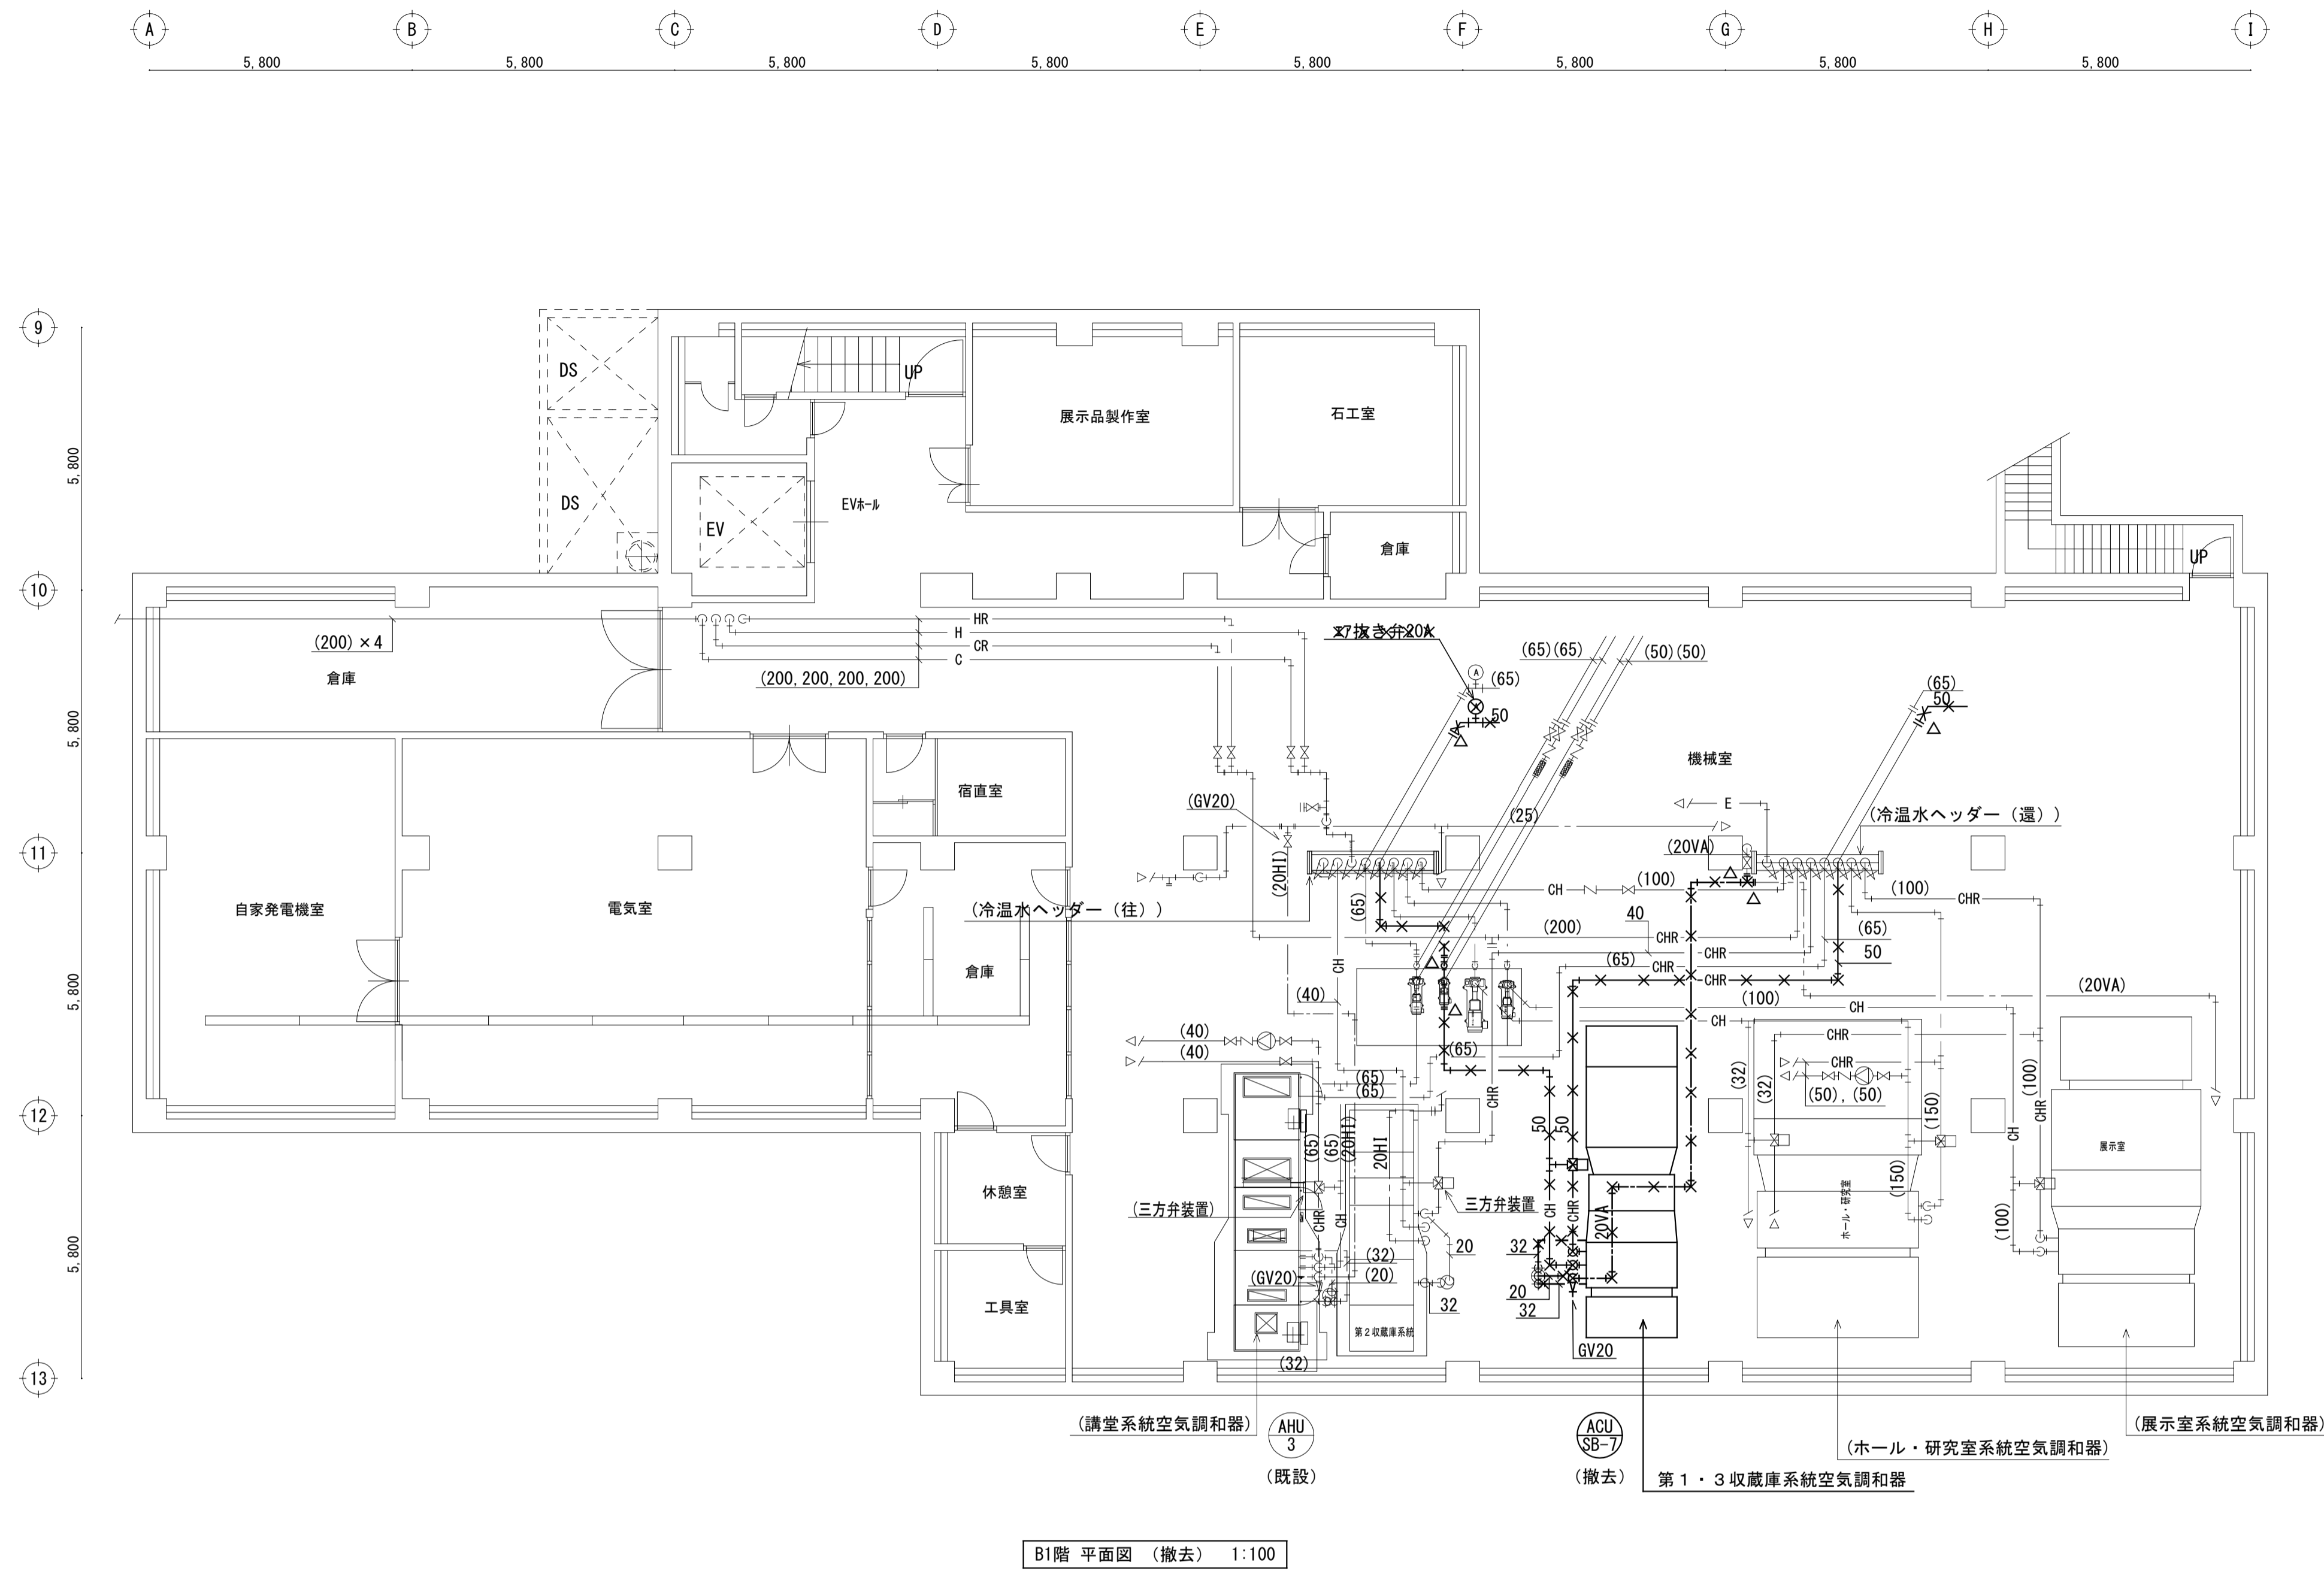 A B C D E F G H I
5,800 5,800 5,800 5,800 5,800 5,800 5,800 5,800
9
10
11
12
13
5,800
5,800
5,800
5,800
DS
DS
UP
展示品製作室
石工室
EV
EVホール
倉庫
UP
(200)×4
倉庫
HR
H
CR
C
(200,200,200,200)
(65)(65)
(50)(50)
A
(65)
50
(65)
50
機械室
宿直室
(GV20)
(25)
E
(冷温水ヘッダー（還）)
(20VA)
(20HI)
自家発電機室
電気室
(冷温水ヘッダー（往）)
(65)
CH
(100)
(100)
CHR
40
(200)
CHR
(65)
CHR
50
倉庫
CH
(65)
CHR
CHR
(40)
(100)
(20VA)
CH
CH
(40)
(40)
(65)
CHR
CHR
(50),(50)
(65)
(65)
CHR
(32)
(32)
(150)
(100)
CHR
CH
50
50
(65)
(65)
(20HI)
20HI
展示室
休憩室
(三方弁装置)
三方弁装置
CHR
CH
CH
CHR
20VA
ホール・研究室
(150)
(100)
(32)
20
32
(GV20)
(20)
32
20
32
工具室
第２収蔵庫系統
(32)
GV20
(講堂系統空気調和器)
AHU
3
(既設)
ACU
SB-7
(撤去)
第１・３収蔵庫系統空気調和器
(ホール・研究室系統空気調和器)
(展示室系統空気調和器)
B1階 平面図 （撤去） 1:100